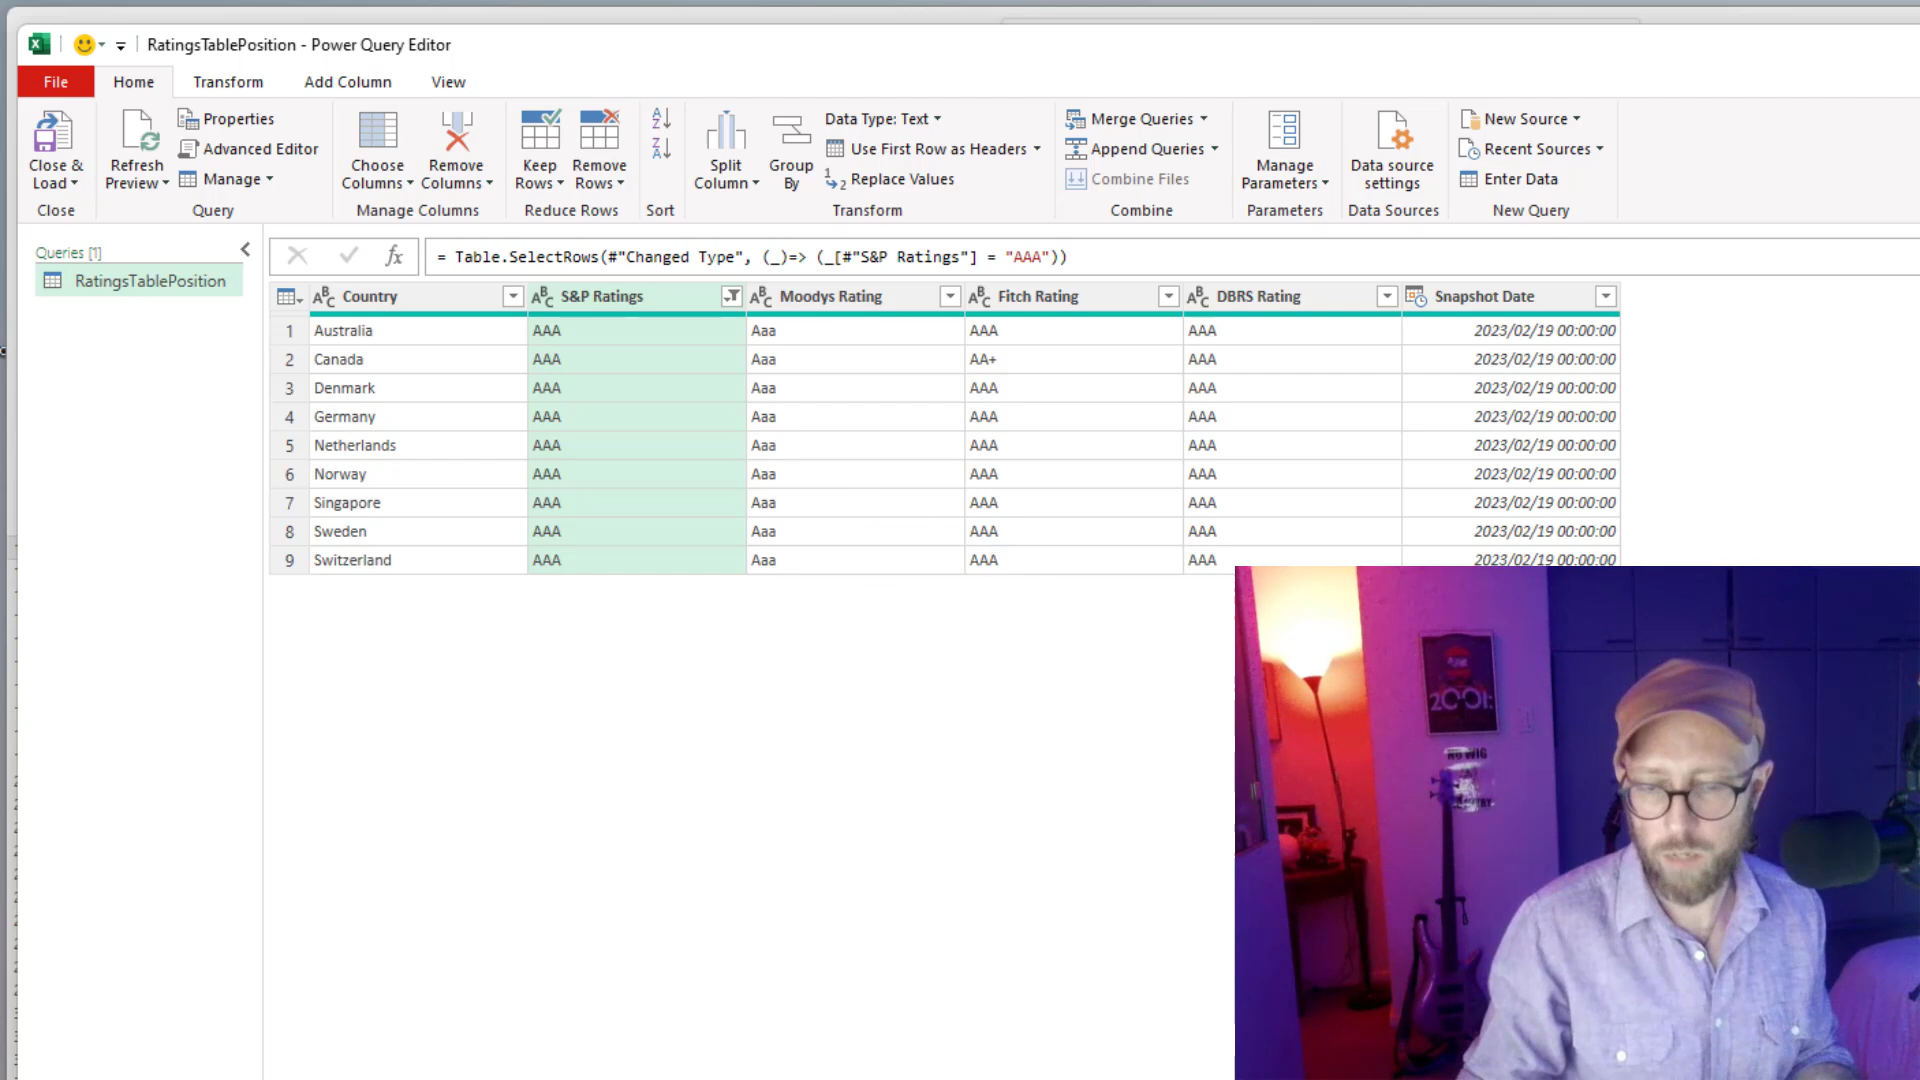 RatingsTablePosition - Power Query Editor
File
Home
Transform
Add Column
View
Close & Load
Close
Refresh Preview
Properties
Advanced Editor
Manage
Query
Choose Columns
Remove Columns
Manage Columns
Keep Rows
Remove Rows
Reduce Rows
Sort
Split Column
Group By
Data Type: Text
Use First Row as Headers
Replace Values
Transform
Merge Queries
Append Queries
Combine Files
Combine
Manage Parameters
Parameters
Data source settings
Data Sources
New Source
Recent Sources
Enter Data
New Query
Queries [1]
RatingsTablePosition
fx
= Table.SelectRows(#"Changed Type", (_)=> (_[#"S&P Ratings"] = "AAA"))
Country S&P Ratings Moodys Rating Fitch Rating DBRS Rating Snapshot Date
1 Australia AAA Aaa AAA AAA 2023/02/19 00:00:00
2 Canada AAA Aaa AA+ AAA 2023/02/19 00:00:00
3 Denmark AAA Aaa AAA AAA 2023/02/19 00:00:00
4 Germany AAA Aaa AAA AAA 2023/02/19 00:00:00
5 Netherlands AAA Aaa AAA AAA 2023/02/19 00:00:00
6 Norway AAA Aaa AAA AAA 2023/02/19 00:00:00
7 Singapore AAA Aaa AAA AAA 2023/02/19 00:00:00
8 Sweden AAA Aaa AAA AAA 2023/02/19 00:00:00
9 Switzerland AAA Aaa AAA AAA 2023/02/19 00:00:00
2001:
NO WIG